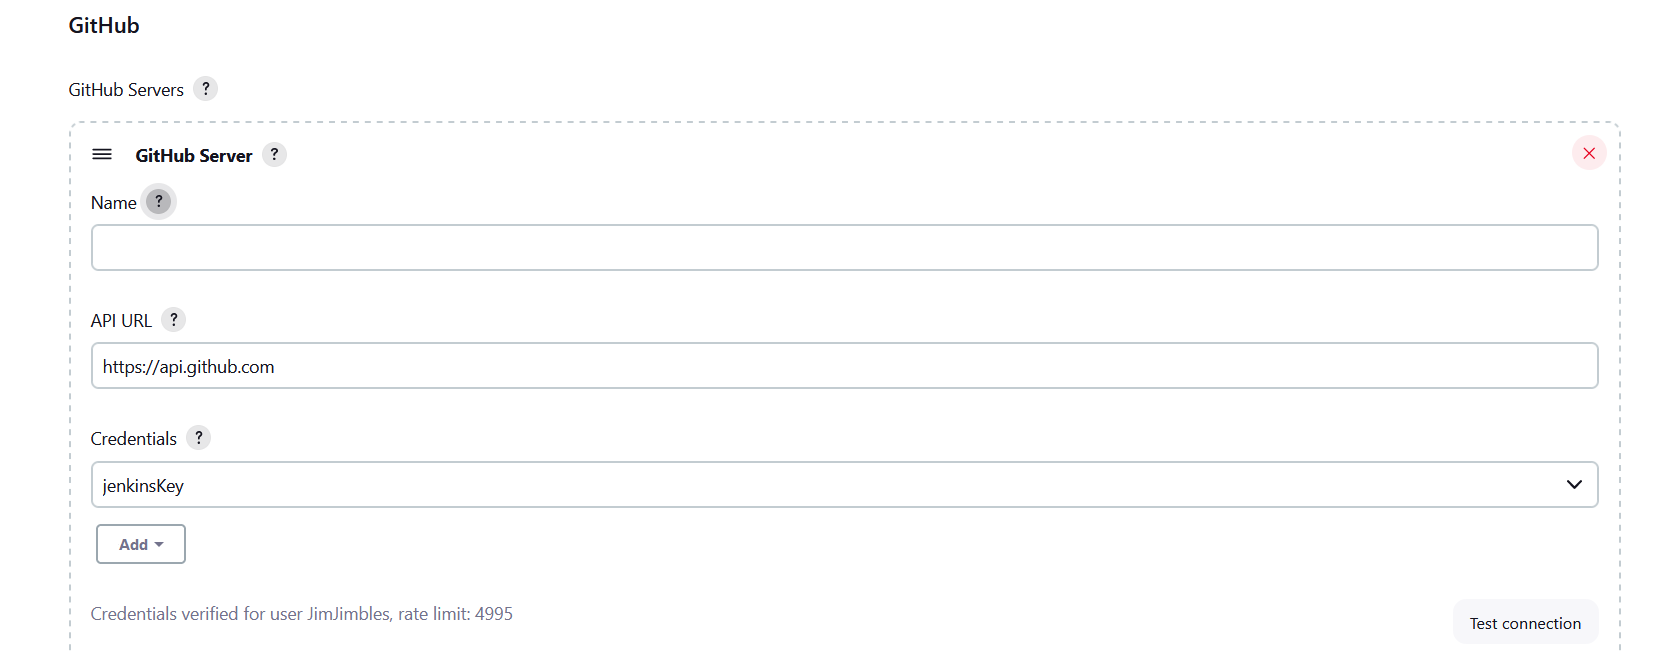 GitHub
GitHub Servers ?
GitHub Server ?
Name ?
API URL ?
https://api.github.com
Credentials ?
jenkinsKey
Add
Credentials verified for user JimJimbles, rate limit: 4995
Test connection